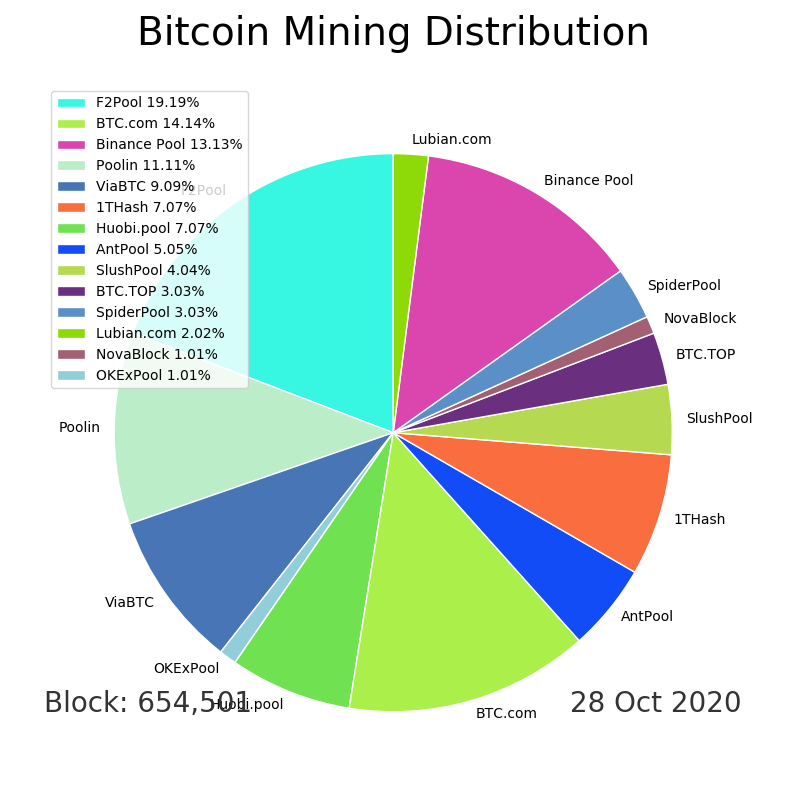 Bitcoin Mining Distribution
F2Pool 19.19%
BTC.com 14.14%
Binance Pool 13.13%
Poolin 11.11%
ViaBTC 9.09%
1THash 7.07%
Huobi.pool 7.07%
AntPool 5.05%
SlushPool 4.04%
BTC.TOP 3.03%
SpiderPool 3.03%
Lubian.com 2.02%
NovaBlock 1.01%
OKExPool 1.01%
Lubian.com
Binance Pool
F2Pool
SpiderPool
NovaBlock
BTC.TOP
SlushPool
Poolin
1THash
ViaBTC
AntPool
OKExPool
Huobi.pool
BTC.com
Block: 654,501
28 Oct 2020